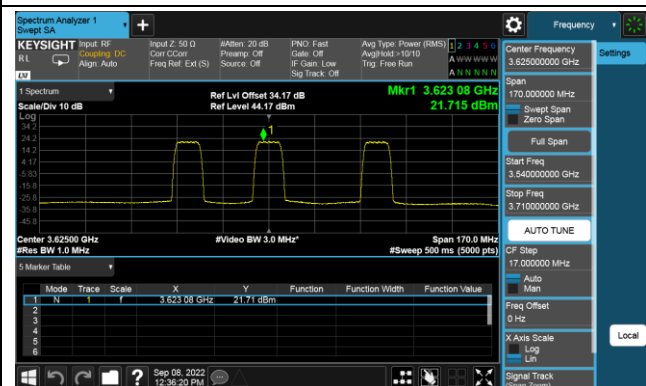 Spectrum Analyzer 1
Swept SA
+
Frequency
KEYSIGHT Input: RF Input Z: 50 Ω #Atten: 20 dB PNO: Fast Avg Type: Power (RMS) 1 2 3 4 5 6
RL Coupling: DC Corr CCorr Preamp: Off Gate: Off Avg|Hold:>10/10 A W W W W W
Align: Auto Freq Ref: Ext (S) Source: Off IF Gain: Low Trig: Free Run A N N N N N
Sig Track: Off
LXI
1 Spectrum
Scale/Div 10 dB
Ref Lvl Offset 34.17 dB
Ref Level 44.17 dBm
Mkr1 3.623 08 GHz
21.715 dBm
Log
34.2
24.2
14.2
4.17
-5.83
-15.8
-25.8
-35.8
-45.8
1
Center 3.62500 GHz #Video BW 3.0 MHz* Span 170.0 MHz
#Res BW 1.0 MHz #Sweep 500 ms (5000 pts)
5 Marker Table
Mode Trace Scale X Y Function Function Width Function Value
1 N 1 f 3.623 08 GHz 21.71 dBm
2
3
4
5
6
?
Sep 08, 2022
12:36:20 PM
Center Frequency
3.625000000 GHz
Span
170.000000 MHz
Swept Span
Zero Span
Full Span
Start Freq
3.540000000 GHz
Stop Freq
3.710000000 GHz
AUTO TUNE
CF Step
17.000000 MHz
Auto
Man
Freq Offset
0 Hz
X Axis Scale
Log
Lin
Signal Track
(Span Zoom)
Settings
Local